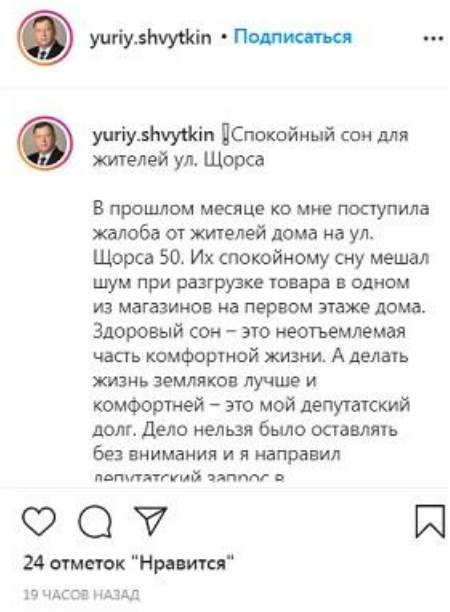 yuriy.shvytkin • Подписаться
yuriy.shvytkin Спокойный сон для
жителей ул. Щорса
В прошлом месяце ко мне поступила
жалоба от жителей дома на ул.
Щорса 50. Их спокойному сну мешал
шум при разгрузке товара в одном
из магазинов на первом этаже дома.
Здоровый сон – это неотъемлемая
часть комфортной жизни. А делать
жизнь земляков лучше и
комфортней – это мой депутатский
долг. Дело нельзя было оставлять
без внимания и я направил
депутатский запрос в
24 отметок "Нравится"
19 ЧАСОВ НАЗАД